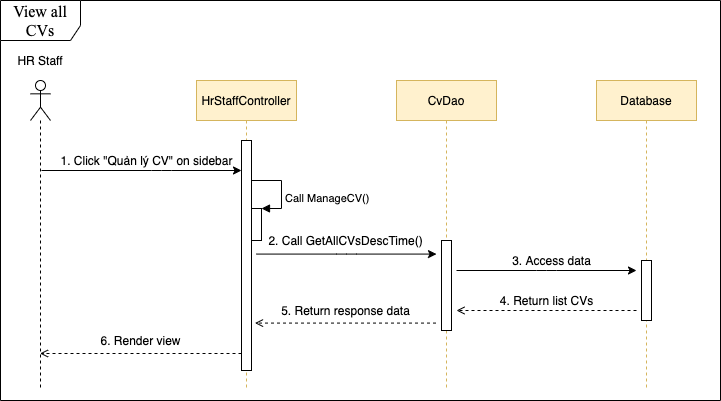 View all
CVs
HR Staff
HrStaffController
CvDao
Database
1. Click "Quản lý CV" on sidebar
Call ManageCV()
2. Call GetAllCVsDescTime()
3. Access data
4. Return list CVs
5. Return response data
6. Render view